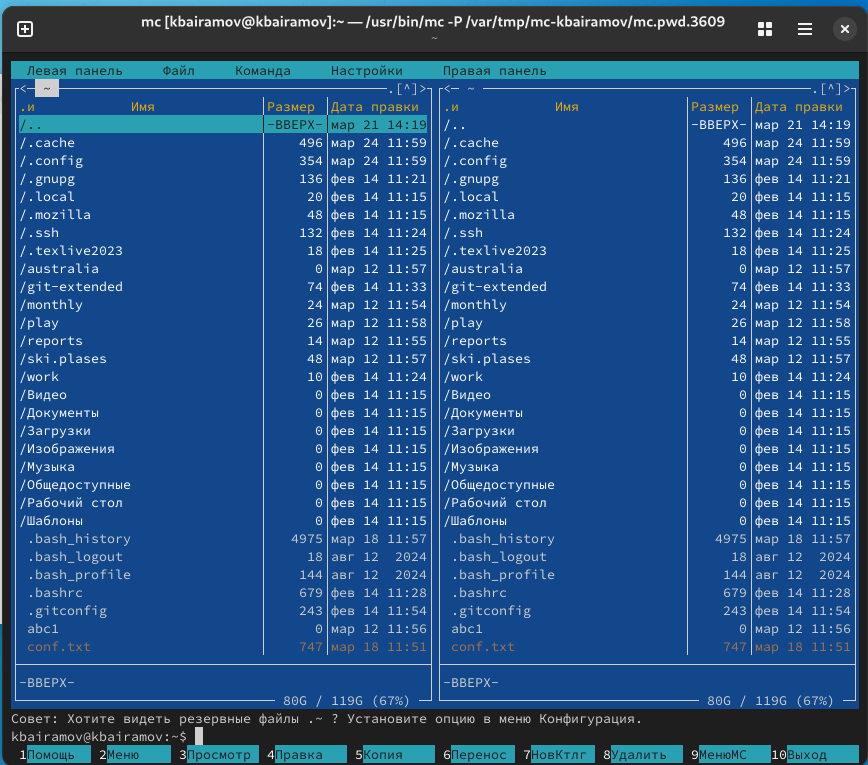 mc [kbairamov@kbairamov]:~ — /usr/bin/mc -P /var/tmp/mc-kbairamov/mc.pwd.3609
~
Левая панель Файл Команда Настройки Правая панель
<— ~ .[^]> <— ~ .[^]>
.и Имя Размер Дата правки .и Имя Размер Дата правки
/.. -ВВЕРХ- мар 21 14:19 /.. -ВВЕРХ- мар 21 14:19
/.cache 496 мар 24 11:59 /.cache 496 мар 24 11:59
/.config 354 мар 24 11:59 /.config 354 мар 24 11:59
/.gnupg 136 фев 14 11:21 /.gnupg 136 фев 14 11:21
/.local 20 фев 14 11:15 /.local 20 фев 14 11:15
/.mozilla 48 фев 14 11:15 /.mozilla 48 фев 14 11:15
/.ssh 132 фев 14 11:24 /.ssh 132 фев 14 11:24
/.texlive2023 18 фев 14 11:25 /.texlive2023 18 фев 14 11:25
/australia 0 мар 12 11:57 /australia 0 мар 12 11:57
/git-extended 74 фев 14 11:33 /git-extended 74 фев 14 11:33
/monthly 24 мар 12 11:54 /monthly 24 мар 12 11:54
/play 26 мар 12 11:58 /play 26 мар 12 11:58
/reports 14 мар 12 11:55 /reports 14 мар 12 11:55
/ski.plases 48 мар 12 11:57 /ski.plases 48 мар 12 11:57
/work 10 фев 14 11:24 /work 10 фев 14 11:24
/Видео 0 фев 14 11:15 /Видео 0 фев 14 11:15
/Документы 0 фев 14 11:15 /Документы 0 фев 14 11:15
/Загрузки 0 фев 14 11:15 /Загрузки 0 фев 14 11:15
/Изображения 0 фев 14 11:15 /Изображения 0 фев 14 11:15
/Музыка 0 фев 14 11:15 /Музыка 0 фев 14 11:15
/Общедоступные 0 фев 14 11:15 /Общедоступные 0 фев 14 11:15
/Рабочий стол 0 фев 14 11:15 /Рабочий стол 0 фев 14 11:15
/Шаблоны 0 фев 14 11:15 /Шаблоны 0 фев 14 11:15
.bash_history 4975 мар 18 11:57 .bash_history 4975 мар 18 11:57
.bash_logout 18 авг 12 2024 .bash_logout 18 авг 12 2024
.bash_profile 144 авг 12 2024 .bash_profile 144 авг 12 2024
.bashrc 679 фев 14 11:28 .bashrc 679 фев 14 11:28
.gitconfig 243 фев 14 11:54 .gitconfig 243 фев 14 11:54
abc1 0 мар 12 11:56 abc1 0 мар 12 11:56
conf.txt 747 мар 18 11:51 conf.txt 747 мар 18 11:51
-ВВЕРХ- -ВВЕРХ-
80G / 119G (67%) 80G / 119G (67%)
Совет: Хотите видеть резервные файлы .~ ? Установите опцию в меню Конфигурация.
kbairamov@kbairamov:~$
1Помощь 2Меню 3Просмотр 4Правка 5Копия 6Перенос 7НовКтлг 8Удалить 9МенюMC 10Выход